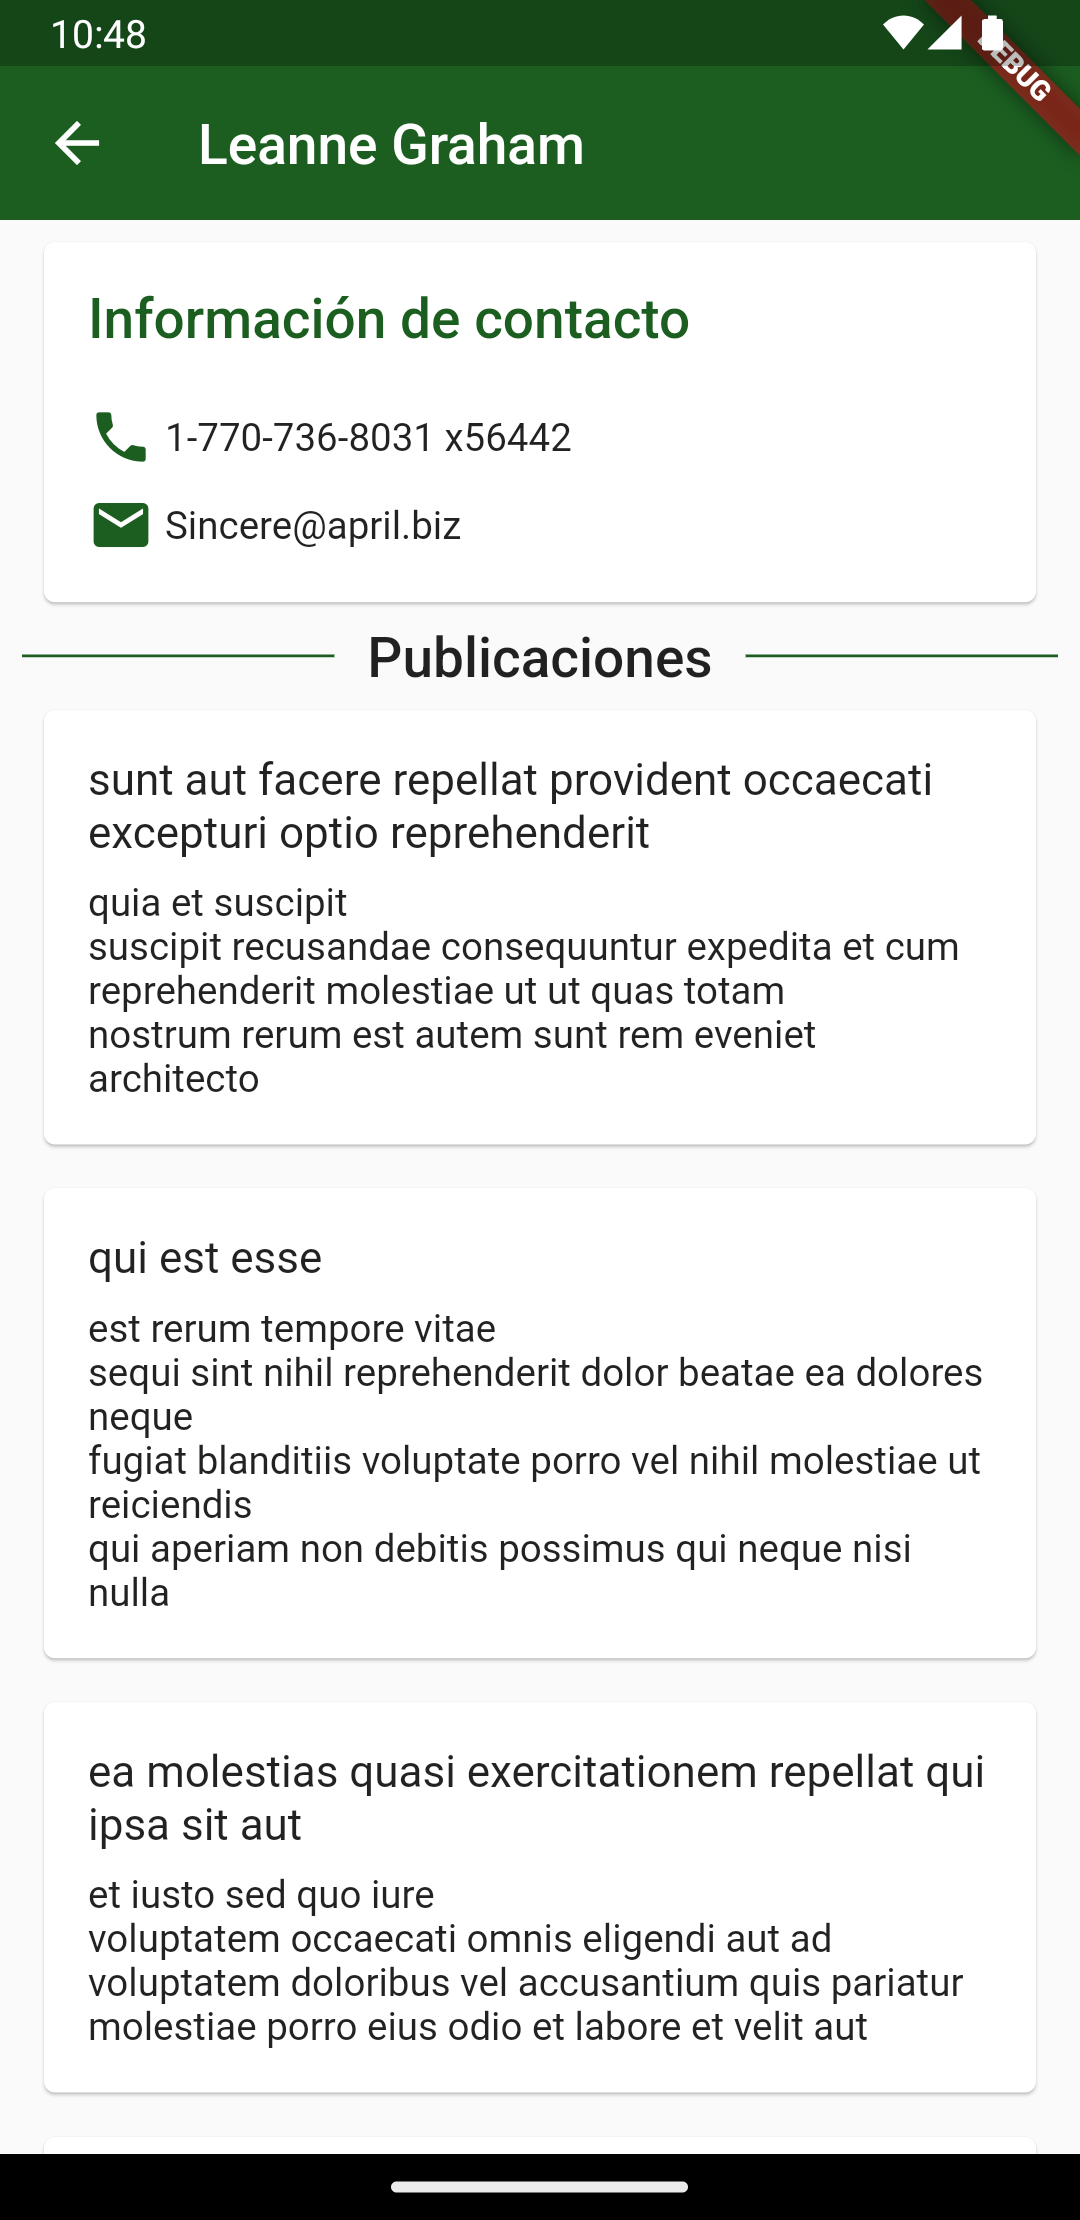 10:48
DEBUG
Leanne Graham
Información de contacto
1-770-736-8031 x56442
Sincere@april.biz
Publicaciones
sunt aut facere repellat provident occaecati
excepturi optio reprehenderit
quia et suscipit
suscipit recusandae consequuntur expedita et cum
reprehenderit molestiae ut ut quas totam
nostrum rerum est autem sunt rem eveniet
architecto
qui est esse
est rerum tempore vitae
sequi sint nihil reprehenderit dolor beatae ea dolores
neque
fugiat blanditiis voluptate porro vel nihil molestiae ut
reiciendis
qui aperiam non debitis possimus qui neque nisi
nulla
ea molestias quasi exercitationem repellat qui
ipsa sit aut
et iusto sed quo iure
voluptatem occaecati omnis eligendi aut ad
voluptatem doloribus vel accusantium quis pariatur
molestiae porro eius odio et labore et velit aut